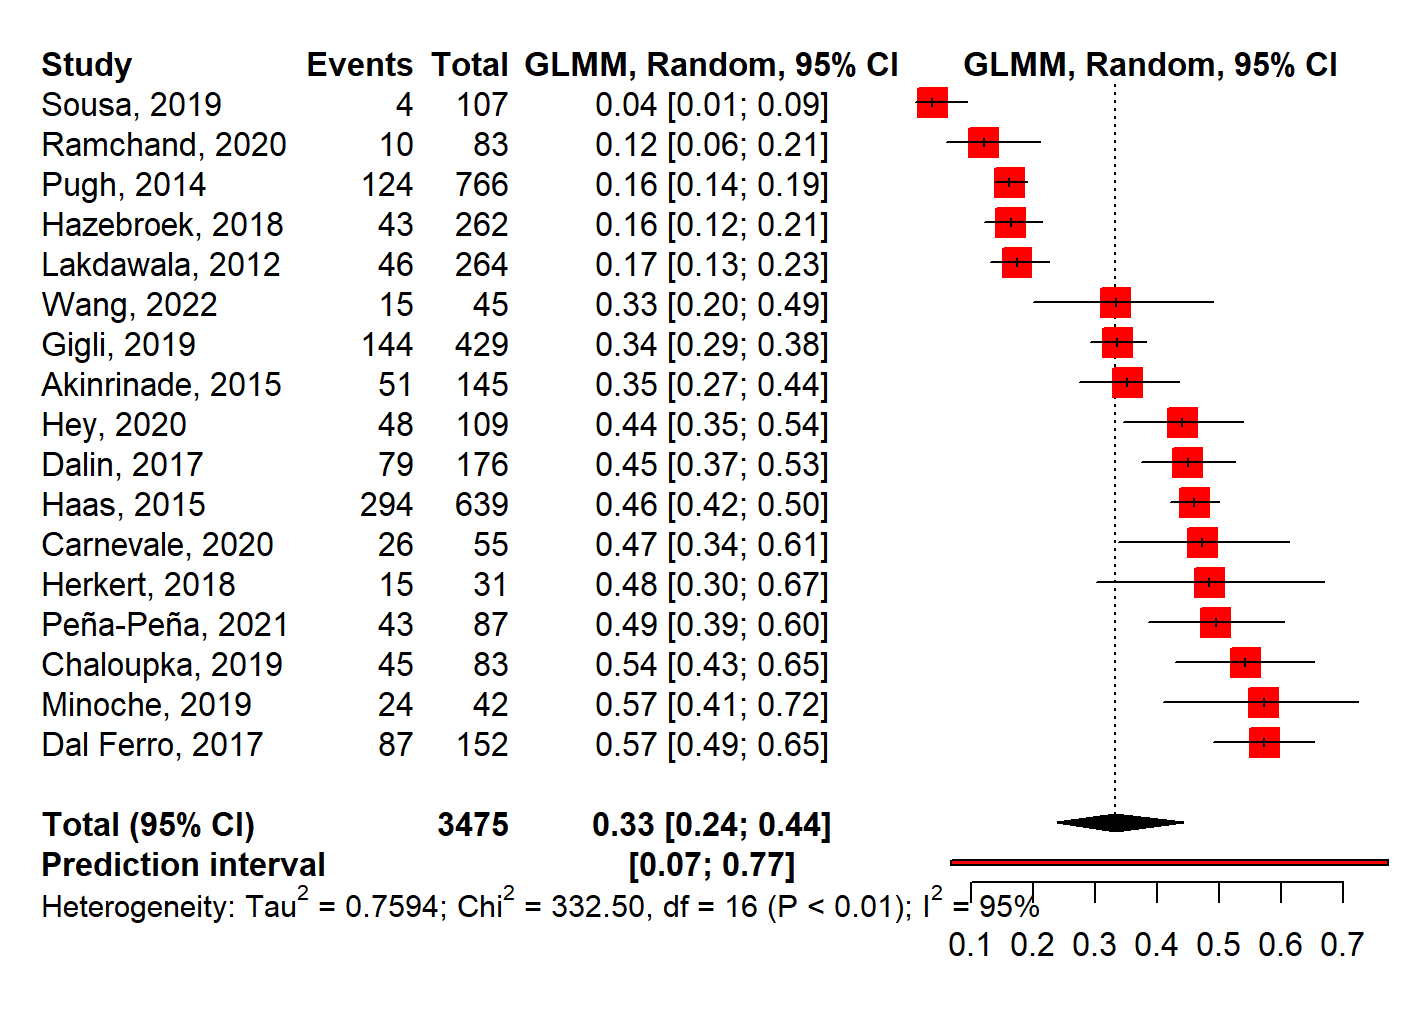 Study Events Total GLMM, Random, 95% CI GLMM, Random, 95% CI
Sousa, 2019 4 107 0.04 [0.01; 0.09]
Ramchand, 2020 10 83 0.12 [0.06; 0.21]
Pugh, 2014 124 766 0.16 [0.14; 0.19]
Hazebroek, 2018 43 262 0.16 [0.12; 0.21]
Lakdawala, 2012 46 264 0.17 [0.13; 0.23]
Wang, 2022 15 45 0.33 [0.20; 0.49]
Gigli, 2019 144 429 0.34 [0.29; 0.38]
Akinrinade, 2015 51 145 0.35 [0.27; 0.44]
Hey, 2020 48 109 0.44 [0.35; 0.54]
Dalin, 2017 79 176 0.45 [0.37; 0.53]
Haas, 2015 294 639 0.46 [0.42; 0.50]
Carnevale, 2020 26 55 0.47 [0.34; 0.61]
Herkert, 2018 15 31 0.48 [0.30; 0.67]
Peña-Peña, 2021 43 87 0.49 [0.39; 0.60]
Chaloupka, 2019 45 83 0.54 [0.43; 0.65]
Minoche, 2019 24 42 0.57 [0.41; 0.72]
Dal Ferro, 2017 87 152 0.57 [0.49; 0.65]
Total (95% CI) 3475 0.33 [0.24; 0.44]
Prediction interval [0.07; 0.77]
Heterogeneity: Tau² = 0.7594; Chi² = 332.50, df = 16 (P < 0.01); I² = 95%
0.1 0.2 0.3 0.4 0.5 0.6 0.7